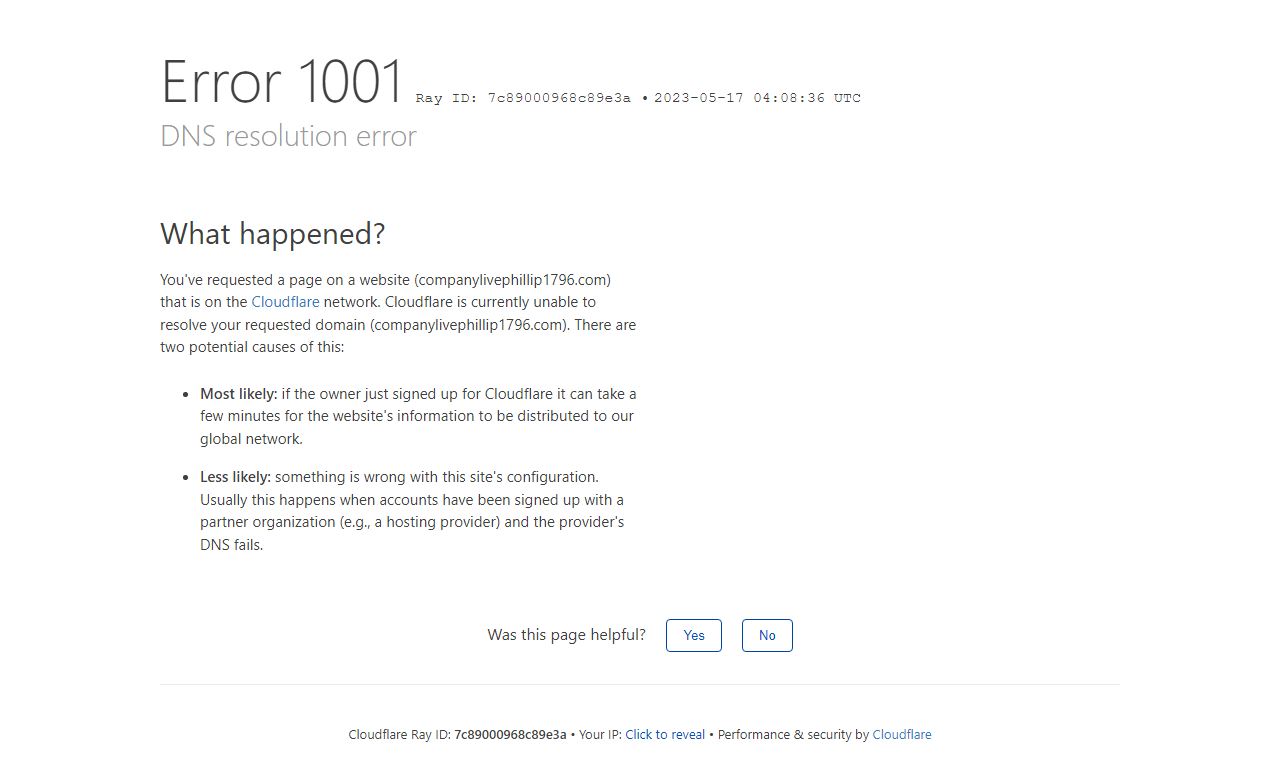 Error 1001 Ray ID: 7c89000968c89e3a • 2023-05-17 04:08:36 UTC
DNS resolution error
What happened?
You've requested a page on a website (companylivephillip1796.com)
that is on the Cloudflare network. Cloudflare is currently unable to
resolve your requested domain (companylivephillip1796.com). There are
two potential causes of this:
• Most likely: if the owner just signed up for Cloudflare it can take a
few minutes for the website's information to be distributed to our
global network.
• Less likely: something is wrong with this site's configuration.
Usually this happens when accounts have been signed up with a
partner organization (e.g., a hosting provider) and the provider's
DNS fails.
Was this page helpful? Yes No
Cloudflare Ray ID: 7c89000968c89e3a • Your IP: Click to reveal • Performance & security by Cloudflare